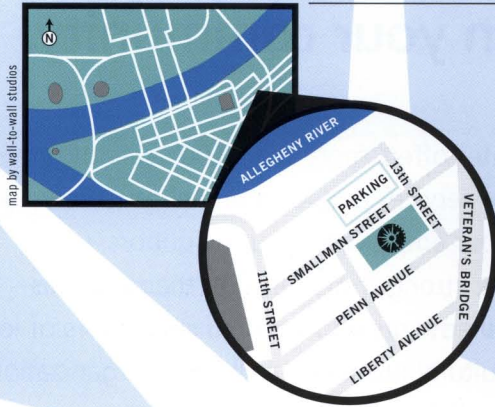 n your
N
map by wall-to-wall studios
ALLEGHENY RIVER
PARKING
13th STREET
SMALLMAN STREET
VETERAN'S BRIDGE
11th STREET
PENN AVENUE
LIBERTY AVENUE